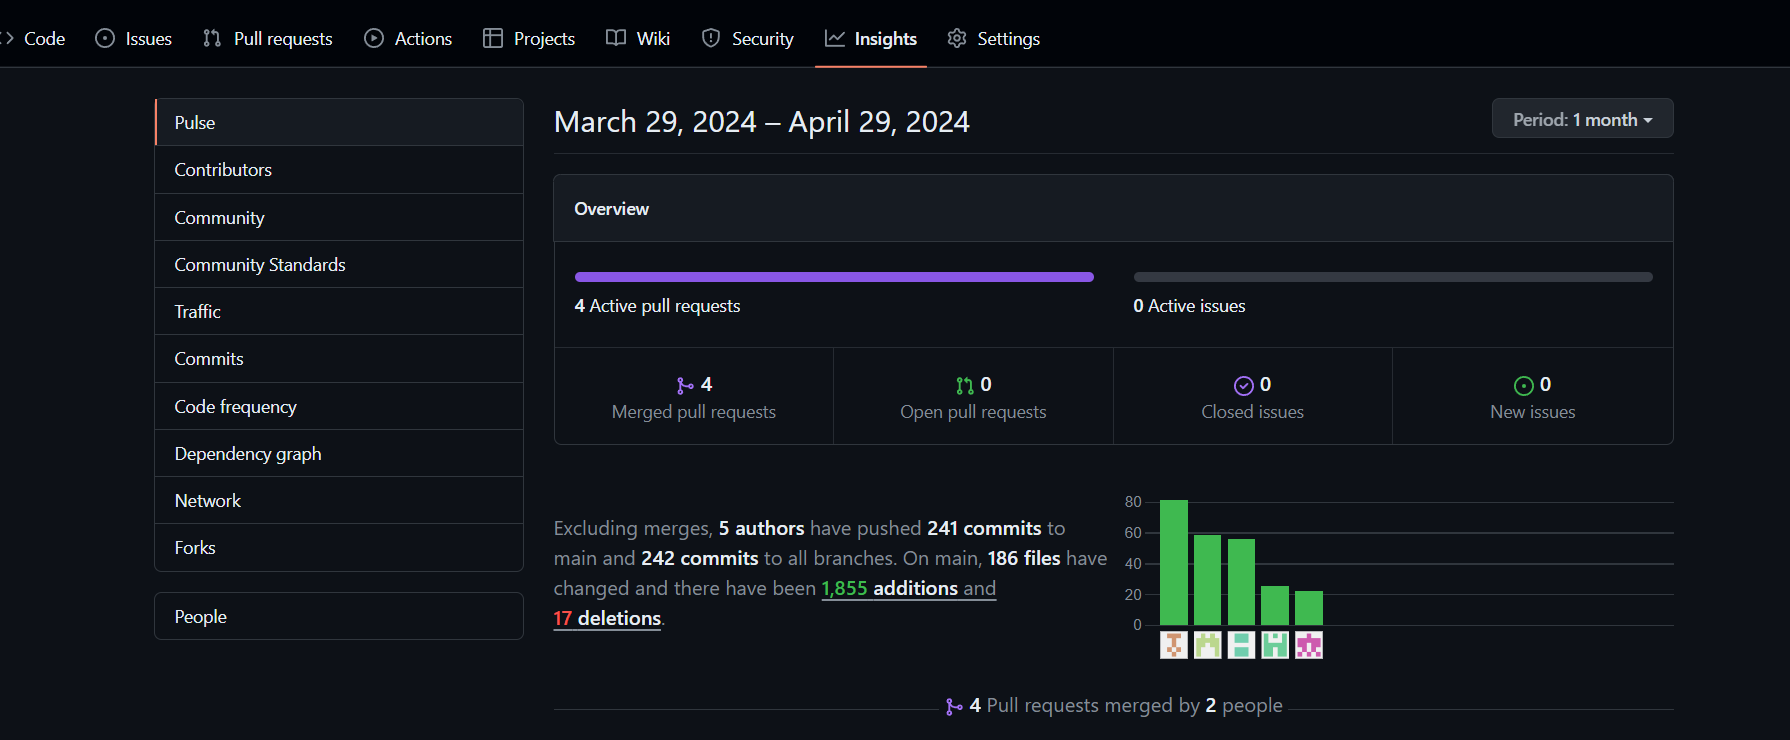 Code Issues Pull requests Actions Projects Wiki Security Insights Settings
Pulse
Contributors
Community
Community Standards
Traffic
Commits
Code frequency
Dependency graph
Network
Forks
People
March 29, 2024 – April 29, 2024
Period: 1 month
Overview
4 Active pull requests
0 Active issues
4
Merged pull requests
0
Open pull requests
0
Closed issues
0
New issues
Excluding merges, 5 authors have pushed 241 commits to
main and 242 commits to all branches. On main, 186 files have
changed and there have been 1,855 additions and
17 deletions.
80
60
40
20
0
4 Pull requests merged by 2 people